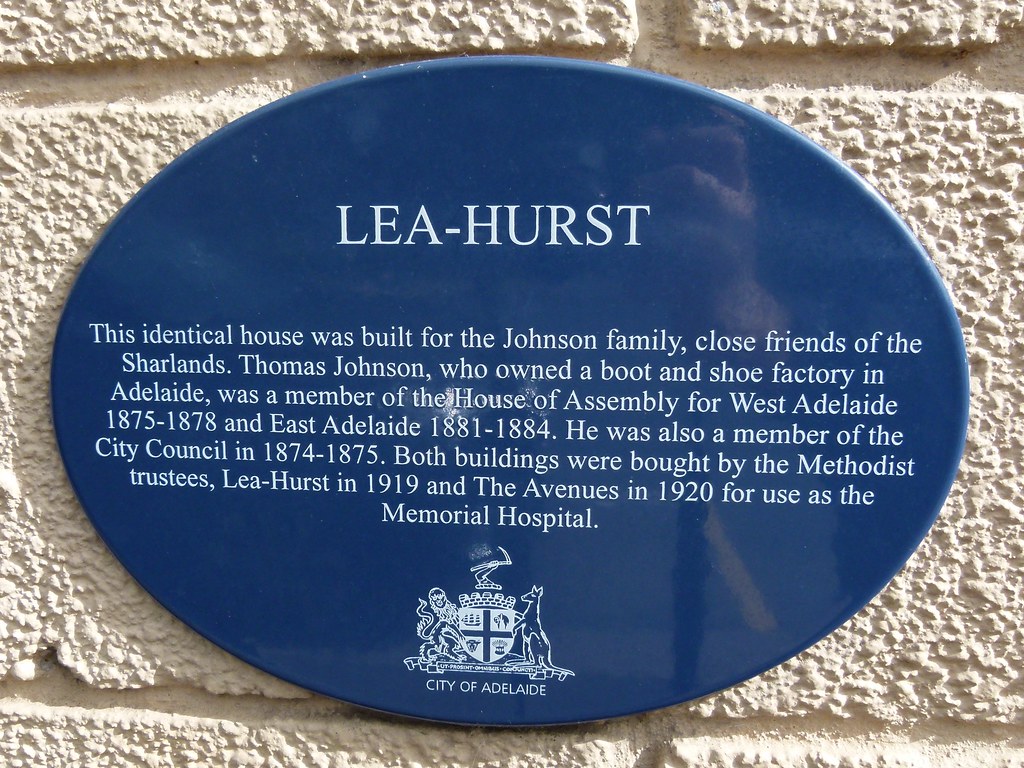 LEA-HURST
This identical house was built for the Johnson family, close friends of the
Sharlands. Thomas Johnson, who owned a boot and shoe factory in
Adelaide, was a member of the House of Assembly for West Adelaide
1875-1878 and East Adelaide 1881-1884. He was also a member of the
City Council in 1874-1875. Both buildings were bought by the Methodist
trustees, Lea-Hurst in 1919 and The Avenues in 1920 for use as the
Memorial Hospital.
UT·PROSINT·OMNIBUS·CONJUNCTI
CITY OF ADELAIDE